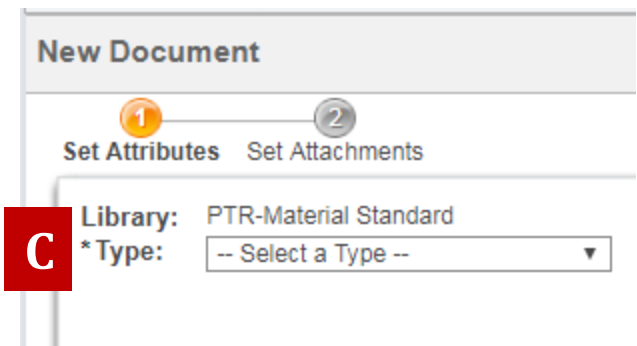 New Document
1 2
Set Attributes Set Attachments
Library: PTR-Material Standard
C
* Type: -- Select a Type --